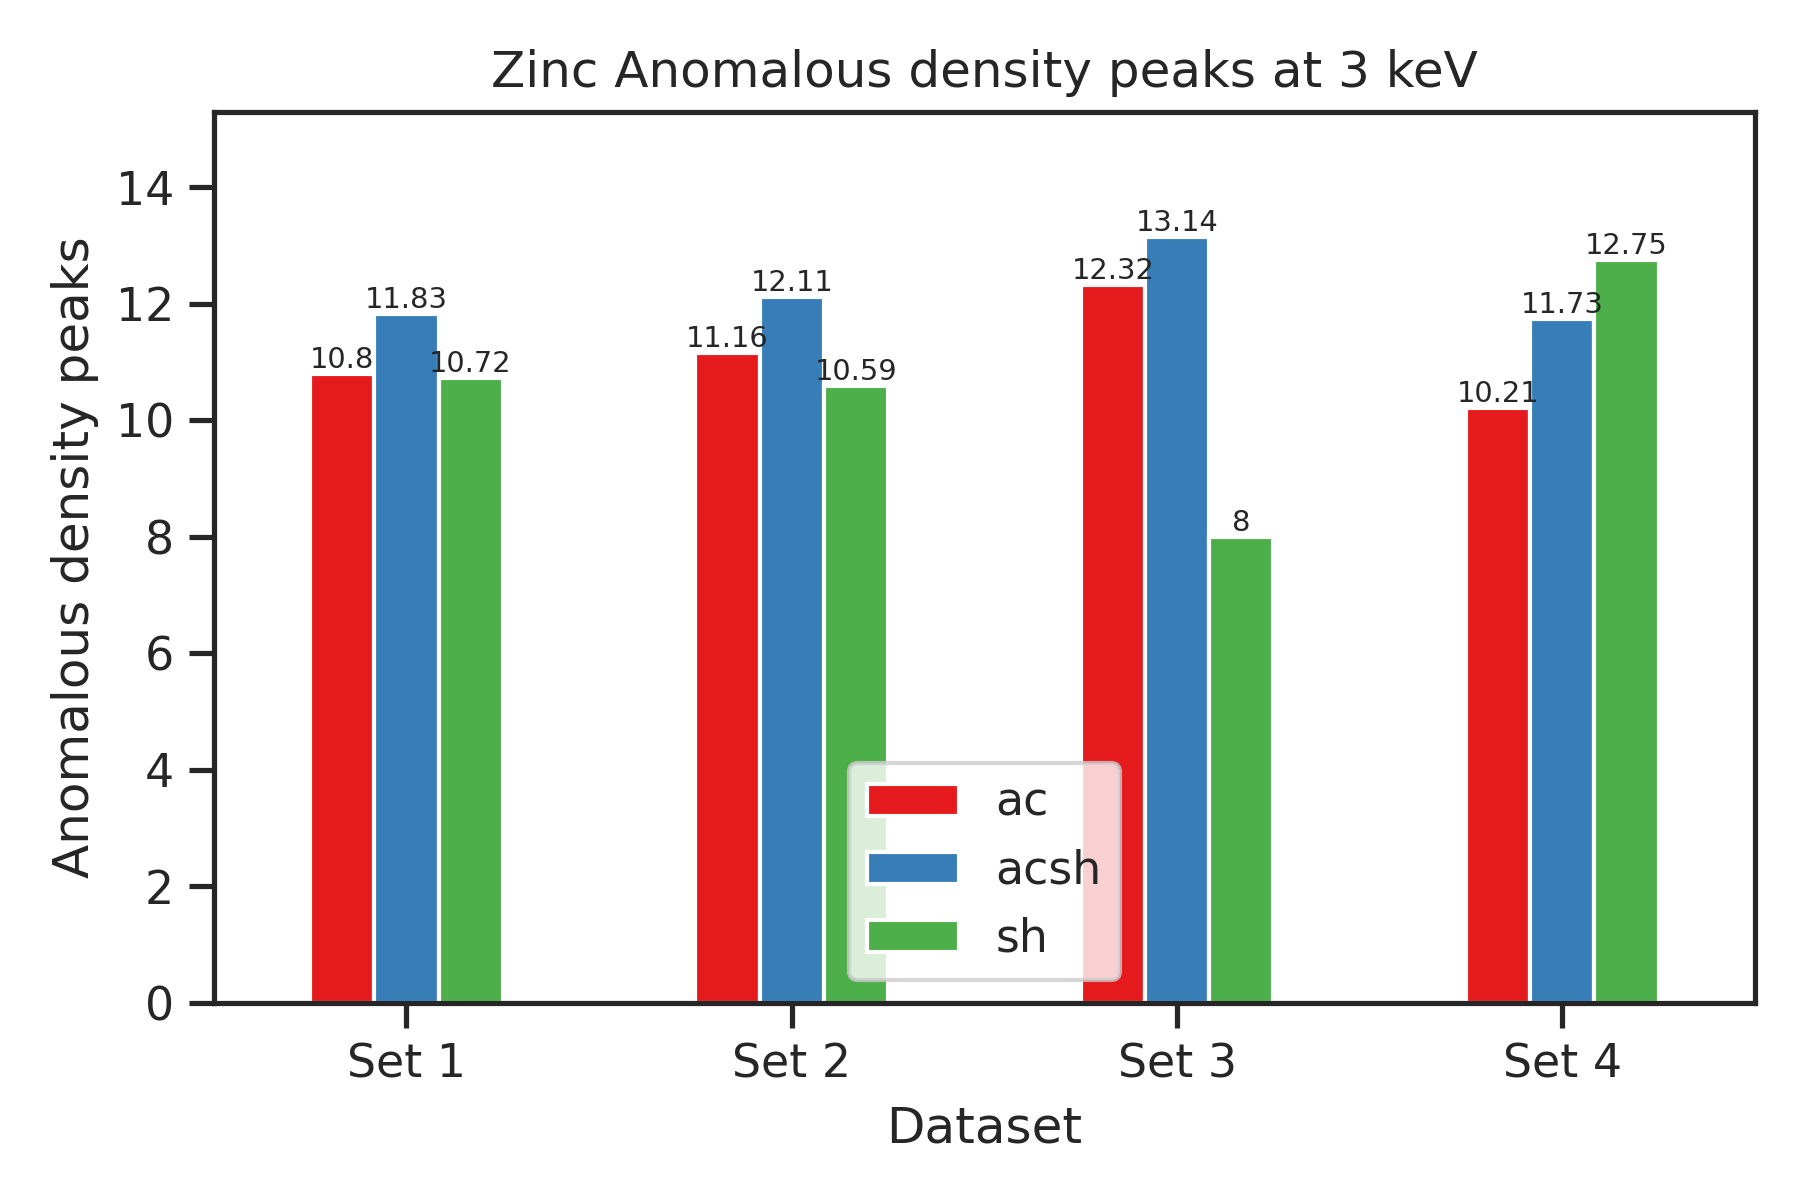 Zinc Anomalous density peaks at 3 keV
Anomalous density peaks
14
12
10
8
6
4
2
0
10.8
11.83
10.72
11.16
12.11
10.59
12.32
13.14
8
10.21
11.73
12.75
ac
acsh
sh
Set 1
Set 2
Set 3
Set 4
Dataset